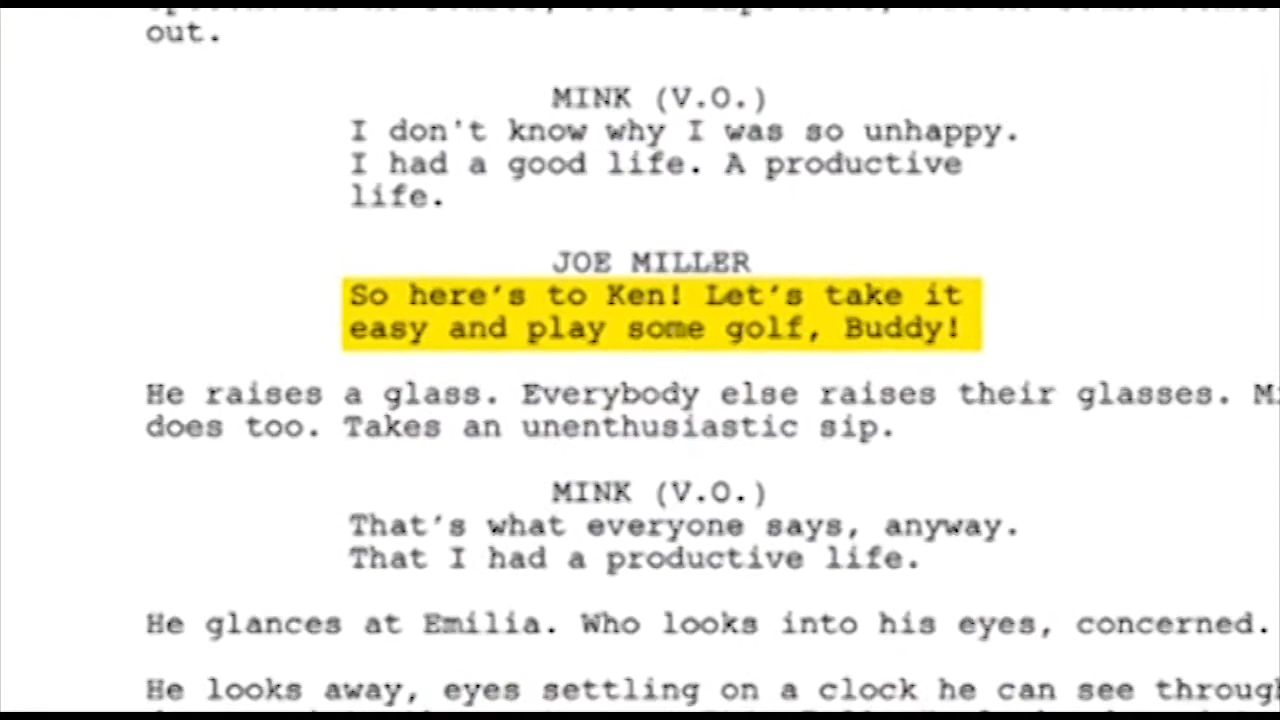 out.
MINK (V.O.)
I don't know why I was so unhappy.
I had a good life. A productive
life.
JOE MILLER
So here's to Ken! Let's take it
easy and play some golf, Buddy!
He raises a glass. Everybody else raises their glasses.
does too. Takes an unenthusiastic sip.
MINK (V.O.)
That's what everyone says, anyway.
That I had a productive life.
He glances at Emilia. Who looks into his eyes, concerned.
He looks away, eyes settling on a clock he can see through